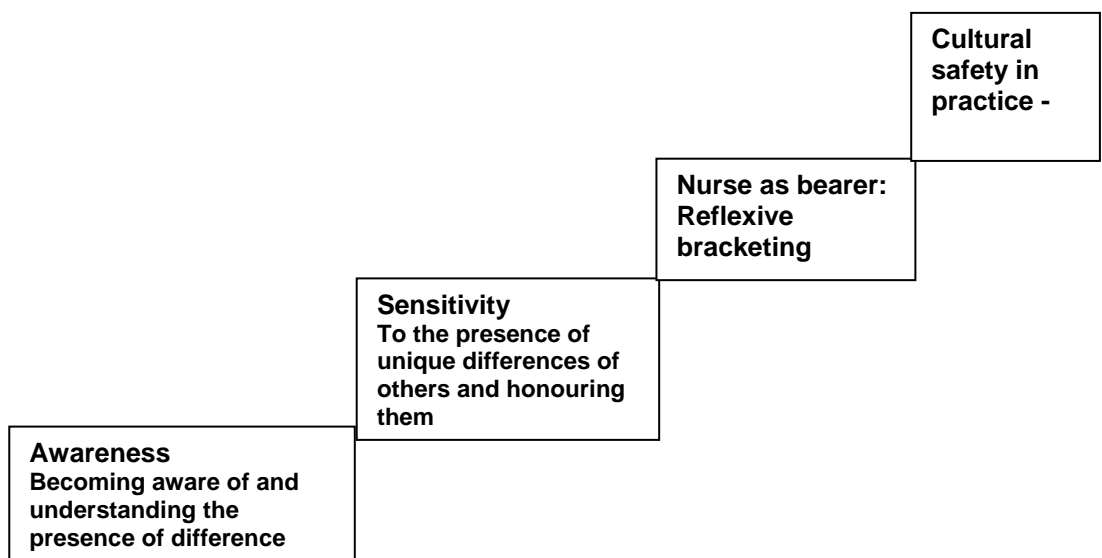 Cultural
safety in
practice -
Nurse as bearer:
Reflexive
bracketing
Sensitivity
To the presence of
unique differences of
others and honouring
them
Awareness
Becoming aware of and
understanding the
presence of difference